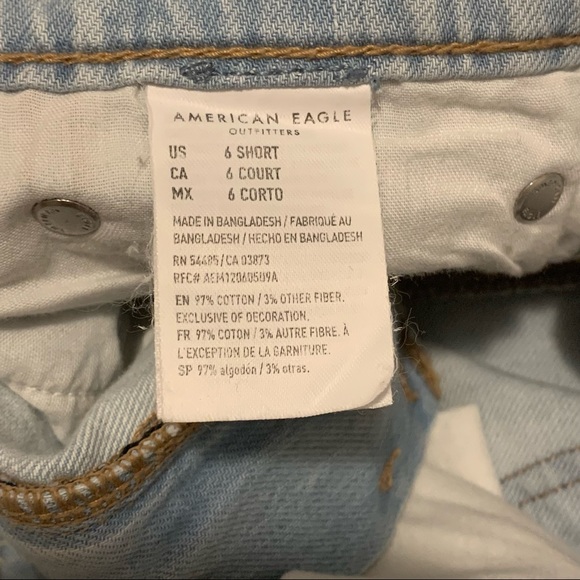 AMERICAN EAGLE
OUTFITTERS
US 6 SHORT
CA 6 COURT
MX 6 CORTO
MADE IN BANGLADESH / FABRIQUÉ AU
BANGLADESH / HECHO EN BANGLADESH
RN 54485 / CA 03873
RFC# AEM1206050U9A
EN 97% COTTON / 3% OTHER FIBER.
EXCLUSIVE OF DECORATION.
FR 97% COTON / 3% AUTRE FIBRE. À
L'EXCEPTION DE LA GARNITURE.
SP 97% algodón / 3% otras.